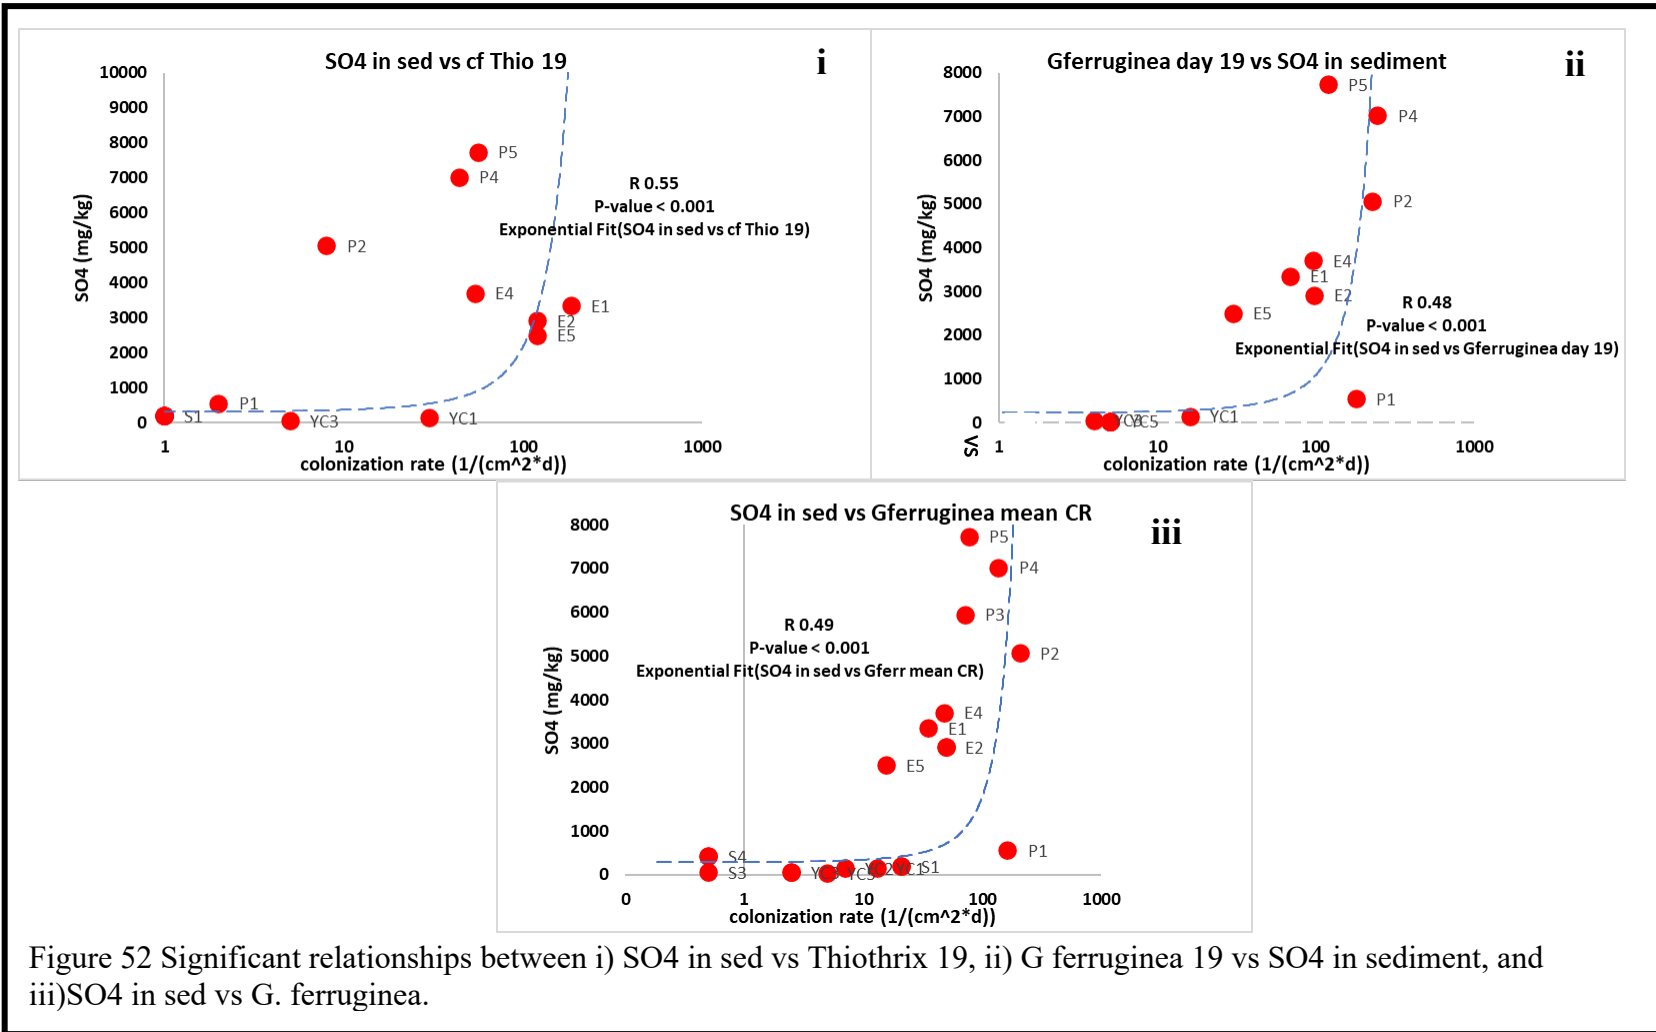 SO4 in sed vs cf Thio 19
i
10000
9000
8000
7000
6000
5000
4000
3000
2000
1000
0
SO4 (mg/kg)
P5
P4
P2
E4
E1
E2
E5
P1
S1
YC3
YC1
R 0.55
P-value < 0.001
Exponential Fit(SO4 in sed vs cf Thio 19)
1
10
100
1000
colonization rate (1/(cm^2*d))
Gferruginea day 19 vs SO4 in sediment
ii
8000
7000
6000
5000
4000
3000
2000
1000
0
SO4 (mg/kg)
vs
P5
P4
P2
E4
E1
E2
E5
P1
YC3
YC5
YC1
R 0.48
P-value < 0.001
Exponential Fit(SO4 in sed vs Gferruginea day 19)
1
10
100
1000
colonization rate (1/(cm^2*d))
SO4 in sed vs Gferruginea mean CR
iii
8000
7000
6000
5000
4000
3000
2000
1000
0
SO4 (mg/kg)
P5
P4
P3
P2
E4
E1
E2
E5
P1
S4
S3
YC3
YC5
YC2
YC1
S1
R 0.49
P-value < 0.001
Exponential Fit(SO4 in sed vs Gferr mean CR)
0
1
10
100
1000
colonization rate (1/(cm^2*d))
Figure 52 Significant relationships between i) SO4 in sed vs Thiothrix 19, ii) G ferruginea 19 vs SO4 in sediment, and
iii)SO4 in sed vs G. ferruginea.